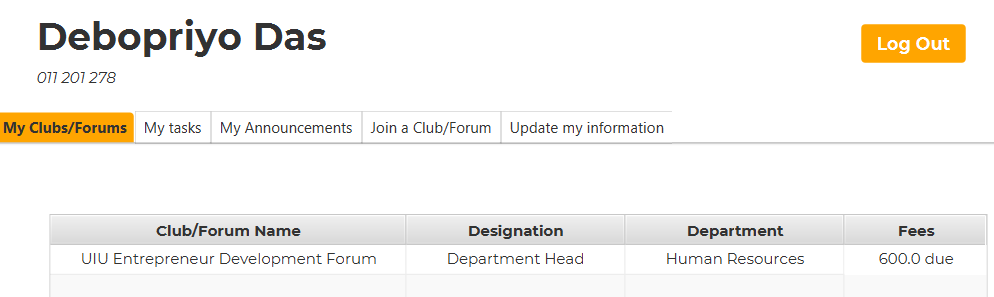 Debopriyo Das
Log Out
011 201 278
My Clubs/Forums My tasks My Announcements Join a Club/Forum Update my information
Club/Forum Name Designation Department Fees
UIU Entrepreneur Development Forum Department Head Human Resources 600.0 due